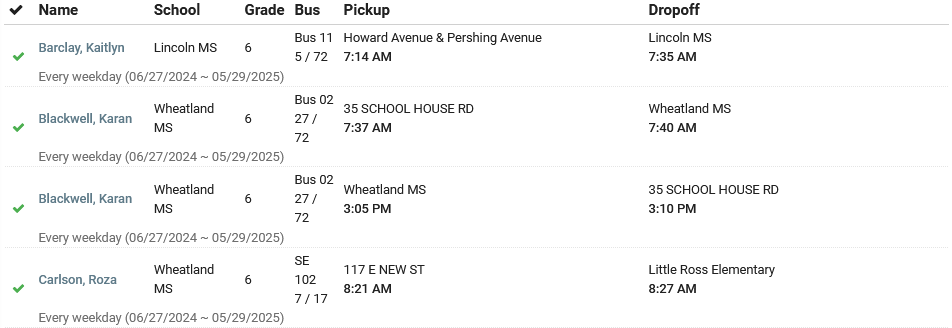 Name School Grade Bus Pickup Dropoff
Barclay, Kaitlyn Lincoln MS 6 Bus 11 5 / 72 Howard Avenue & Pershing Avenue 7:14 AM Lincoln MS 7:35 AM
Every weekday (06/27/2024 ~ 05/29/2025)
Blackwell, Karan Wheatland MS 6 Bus 02 27 / 72 35 SCHOOL HOUSE RD 7:37 AM Wheatland MS 7:40 AM
Every weekday (06/27/2024 ~ 05/29/2025)
Blackwell, Karan Wheatland MS 6 Bus 02 27 / 72 Wheatland MS 3:05 PM 35 SCHOOL HOUSE RD 3:10 PM
Every weekday (06/27/2024 ~ 05/29/2025)
Carlson, Roza Wheatland MS 6 SE 102 7 / 17 117 E NEW ST 8:21 AM Little Ross Elementary 8:27 AM
Every weekday (06/27/2024 ~ 05/29/2025)